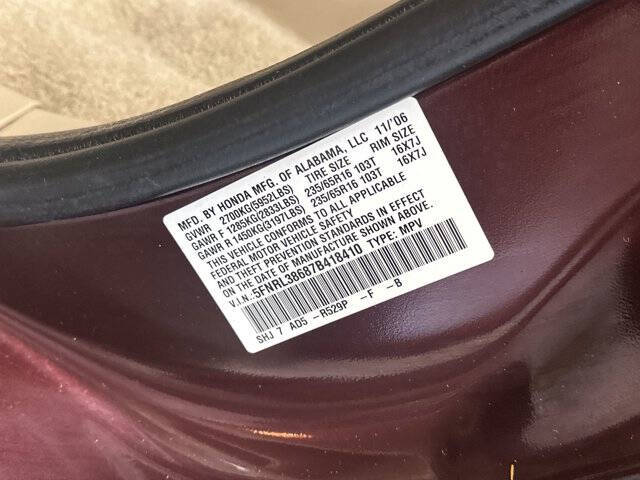 MFD. BY HONDA MFG. OF ALABAMA, LLC 11/'06
GVWR 2700KG(5952LBS) TIRE SIZE RIM SIZE
GAWR F 1285KG(2833LBS) 235/65R16 103T 16X7J
GAWR R 1450KG(3197LBS) 235/65R16 103T 16X7J
THIS VEHICLE CONFORMS TO ALL APPLICABLE
FEDERAL MOTOR VEHICLE SAFETY
AND THEFT PREVENTION STANDARDS IN EFFECT
ON THE DATE OF MANUFACTURE SHOWN ABOVE.
V.I.N.:5FNRL38687B418410 TYPE: MPV
SHJ 7 AD5 -R529P -F -B